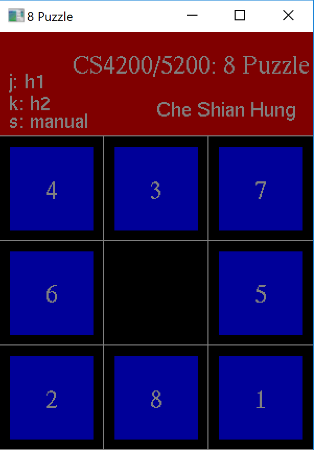 8 Puzzle
CS4200/5200: 8 Puzzle
j: h1
k: h2
Che Shian Hung
s: manual
4 3 7
6 5
2 8 1